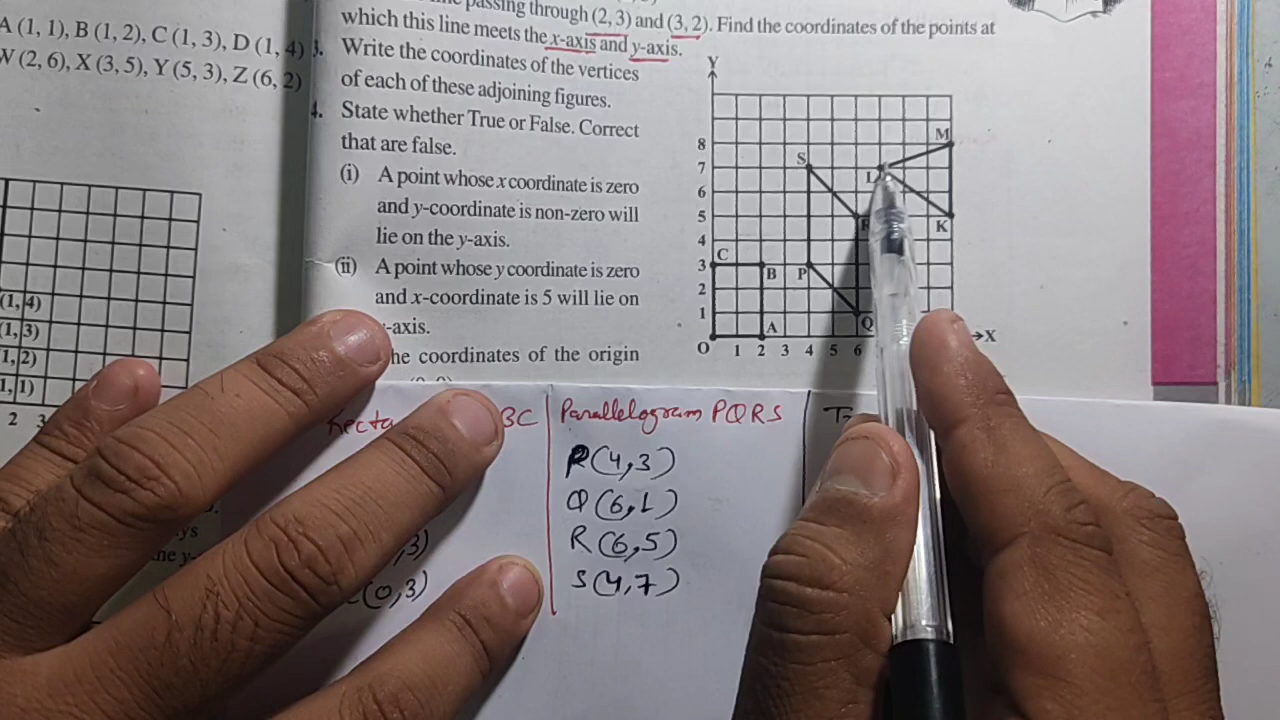 A (1, 1), B (1, 2), C (1, 3), D (1, 4)
W (2, 6), X (3, 5), Y (5, 3), Z (6, 2)
(1, 4)
(1, 3)
1, 2)
1, 1)
2 3
passing through (2, 3) and (3, 2). Find the coordinates of the points at
which this line meets the x-axis and y-axis.
3. Write the coordinates of the vertices
of each of these adjoining figures.
4. State whether True or False. Correct
that are false.
(i) A point whose x coordinate is zero
and y-coordinate is non-zero will
lie on the y-axis.
(ii) A point whose y coordinate is zero
and x-coordinate is 5 will lie on
-axis.
he coordinates of the origin
Y
M
8
S
7
L
6
5
R
K
4
3
C
B
P
2
1
A
Q
O 1 2 3 4 5 6
X
BC
Parallelogram PQRS
P(4,3)
Q(6,1)
R(6,5)
S(4,7)
,3)
(0,3)